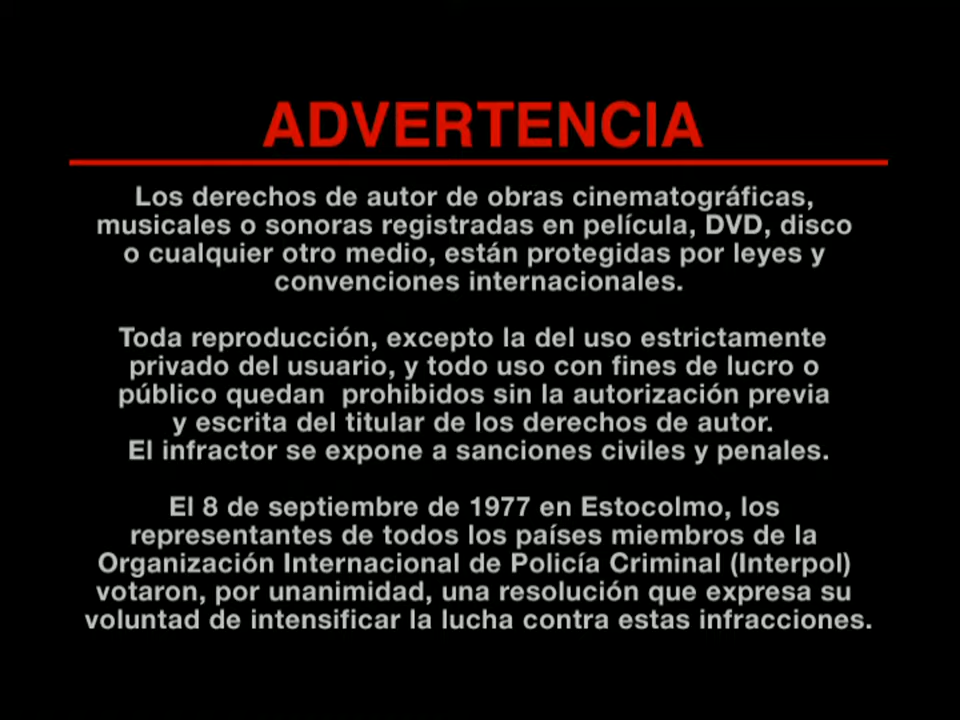 ADVERTENCIA
Los derechos de autor de obras cinematográficas,
musicales o sonoras registradas en película, DVD, disco
o cualquier otro medio, están protegidas por leyes y
convenciones internacionales.
Toda reproducción, excepto la del uso estrictamente
privado del usuario, y todo uso con fines de lucro o
público quedan  prohibidos sin la autorización previa
y escrita del titular de los derechos de autor.
El infractor se expone a sanciones civiles y penales.
El 8 de septiembre de 1977 en Estocolmo, los
representantes de todos los países miembros de la
Organización Internacional de Policía Criminal (Interpol)
votaron, por unanimidad, una resolución que expresa su
voluntad de intensificar la lucha contra estas infracciones.